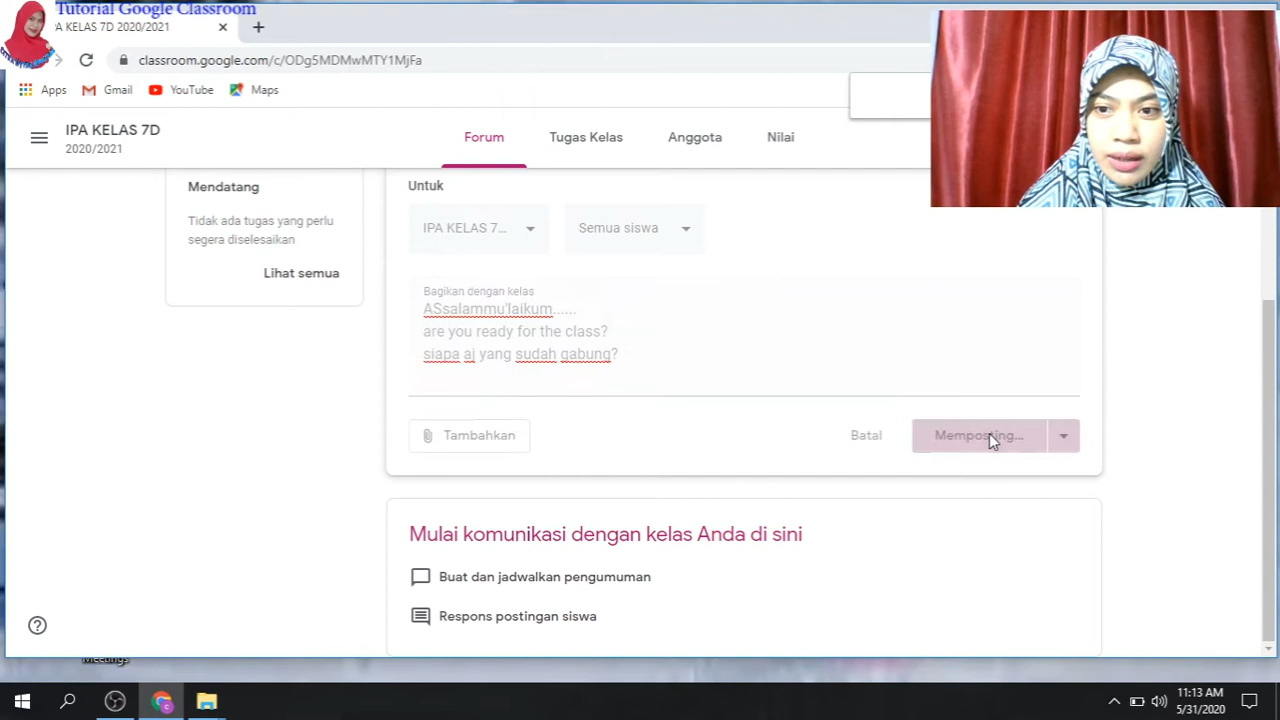 Tutorial Google Classroom
PA KELAS 7D 2020/2021
classroom.google.com/c/ODg5MDMwMTY1MjFa
Apps
Gmail
YouTube
Maps
IPA KELAS 7D
2020/2021
Forum
Tugas Kelas
Anggota
Nilai
Mendatang
Tidak ada tugas yang perlu
segera diselesaikan
Lihat semua
Untuk
IPA KELAS 7...
Semua siswa
Bagikan dengan kelas
ASsalammu'laikum......
are you ready for the class?
siapa aj yang sudah gabung?
Tambahkan
Batal
Memposting...
Mulai komunikasi dengan kelas Anda di sini
Buat dan jadwalkan pengumuman
Respons postingan siswa
Meetings
11:13 AM
5/31/2020